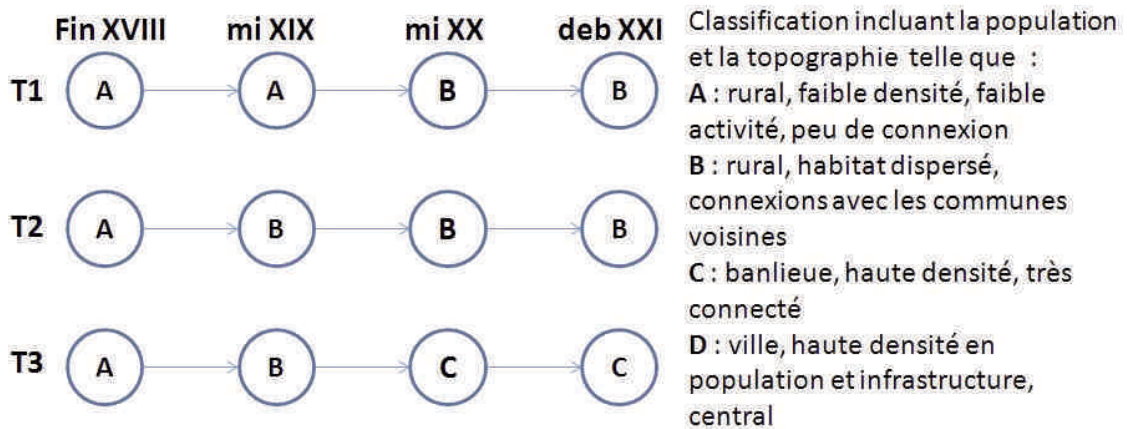 Fin XVIII mi XIX mi XX deb XXI
T1 A A B B
T2 A B B B
T3 A B C C
Classification incluant la population
et la topographie telle que :
A : rural, faible densité, faible
activité, peu de connexion
B : rural, habitat dispersé,
connexions avec les communes
voisines
C : banlieue, haute densité, très
connecté
D : ville, haute densité en
population et infrastructure,
central